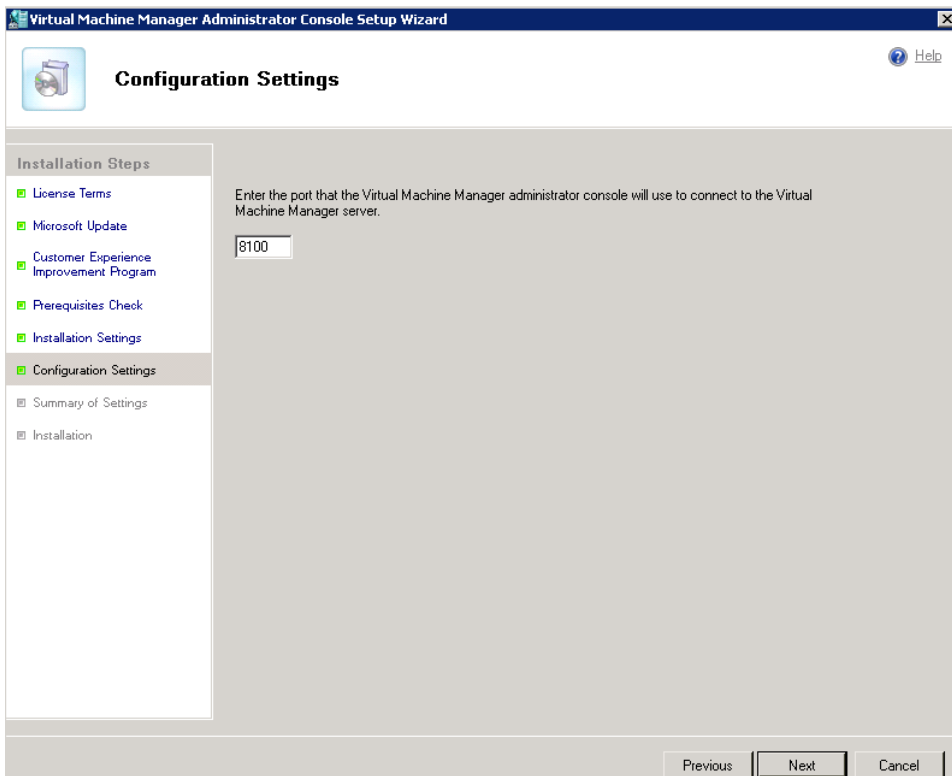 Virtual Machine Manager Administrator Console Setup Wizard
Configuration Settings
Help
Installation Steps
License Terms
Microsoft Update
Customer Experience
Improvement Program
Prerequisites Check
Installation Settings
Configuration Settings
Summary of Settings
Installation
Enter the port that the Virtual Machine Manager administrator console will use to connect to the Virtual
Machine Manager server.
8100
Previous
Next
Cancel